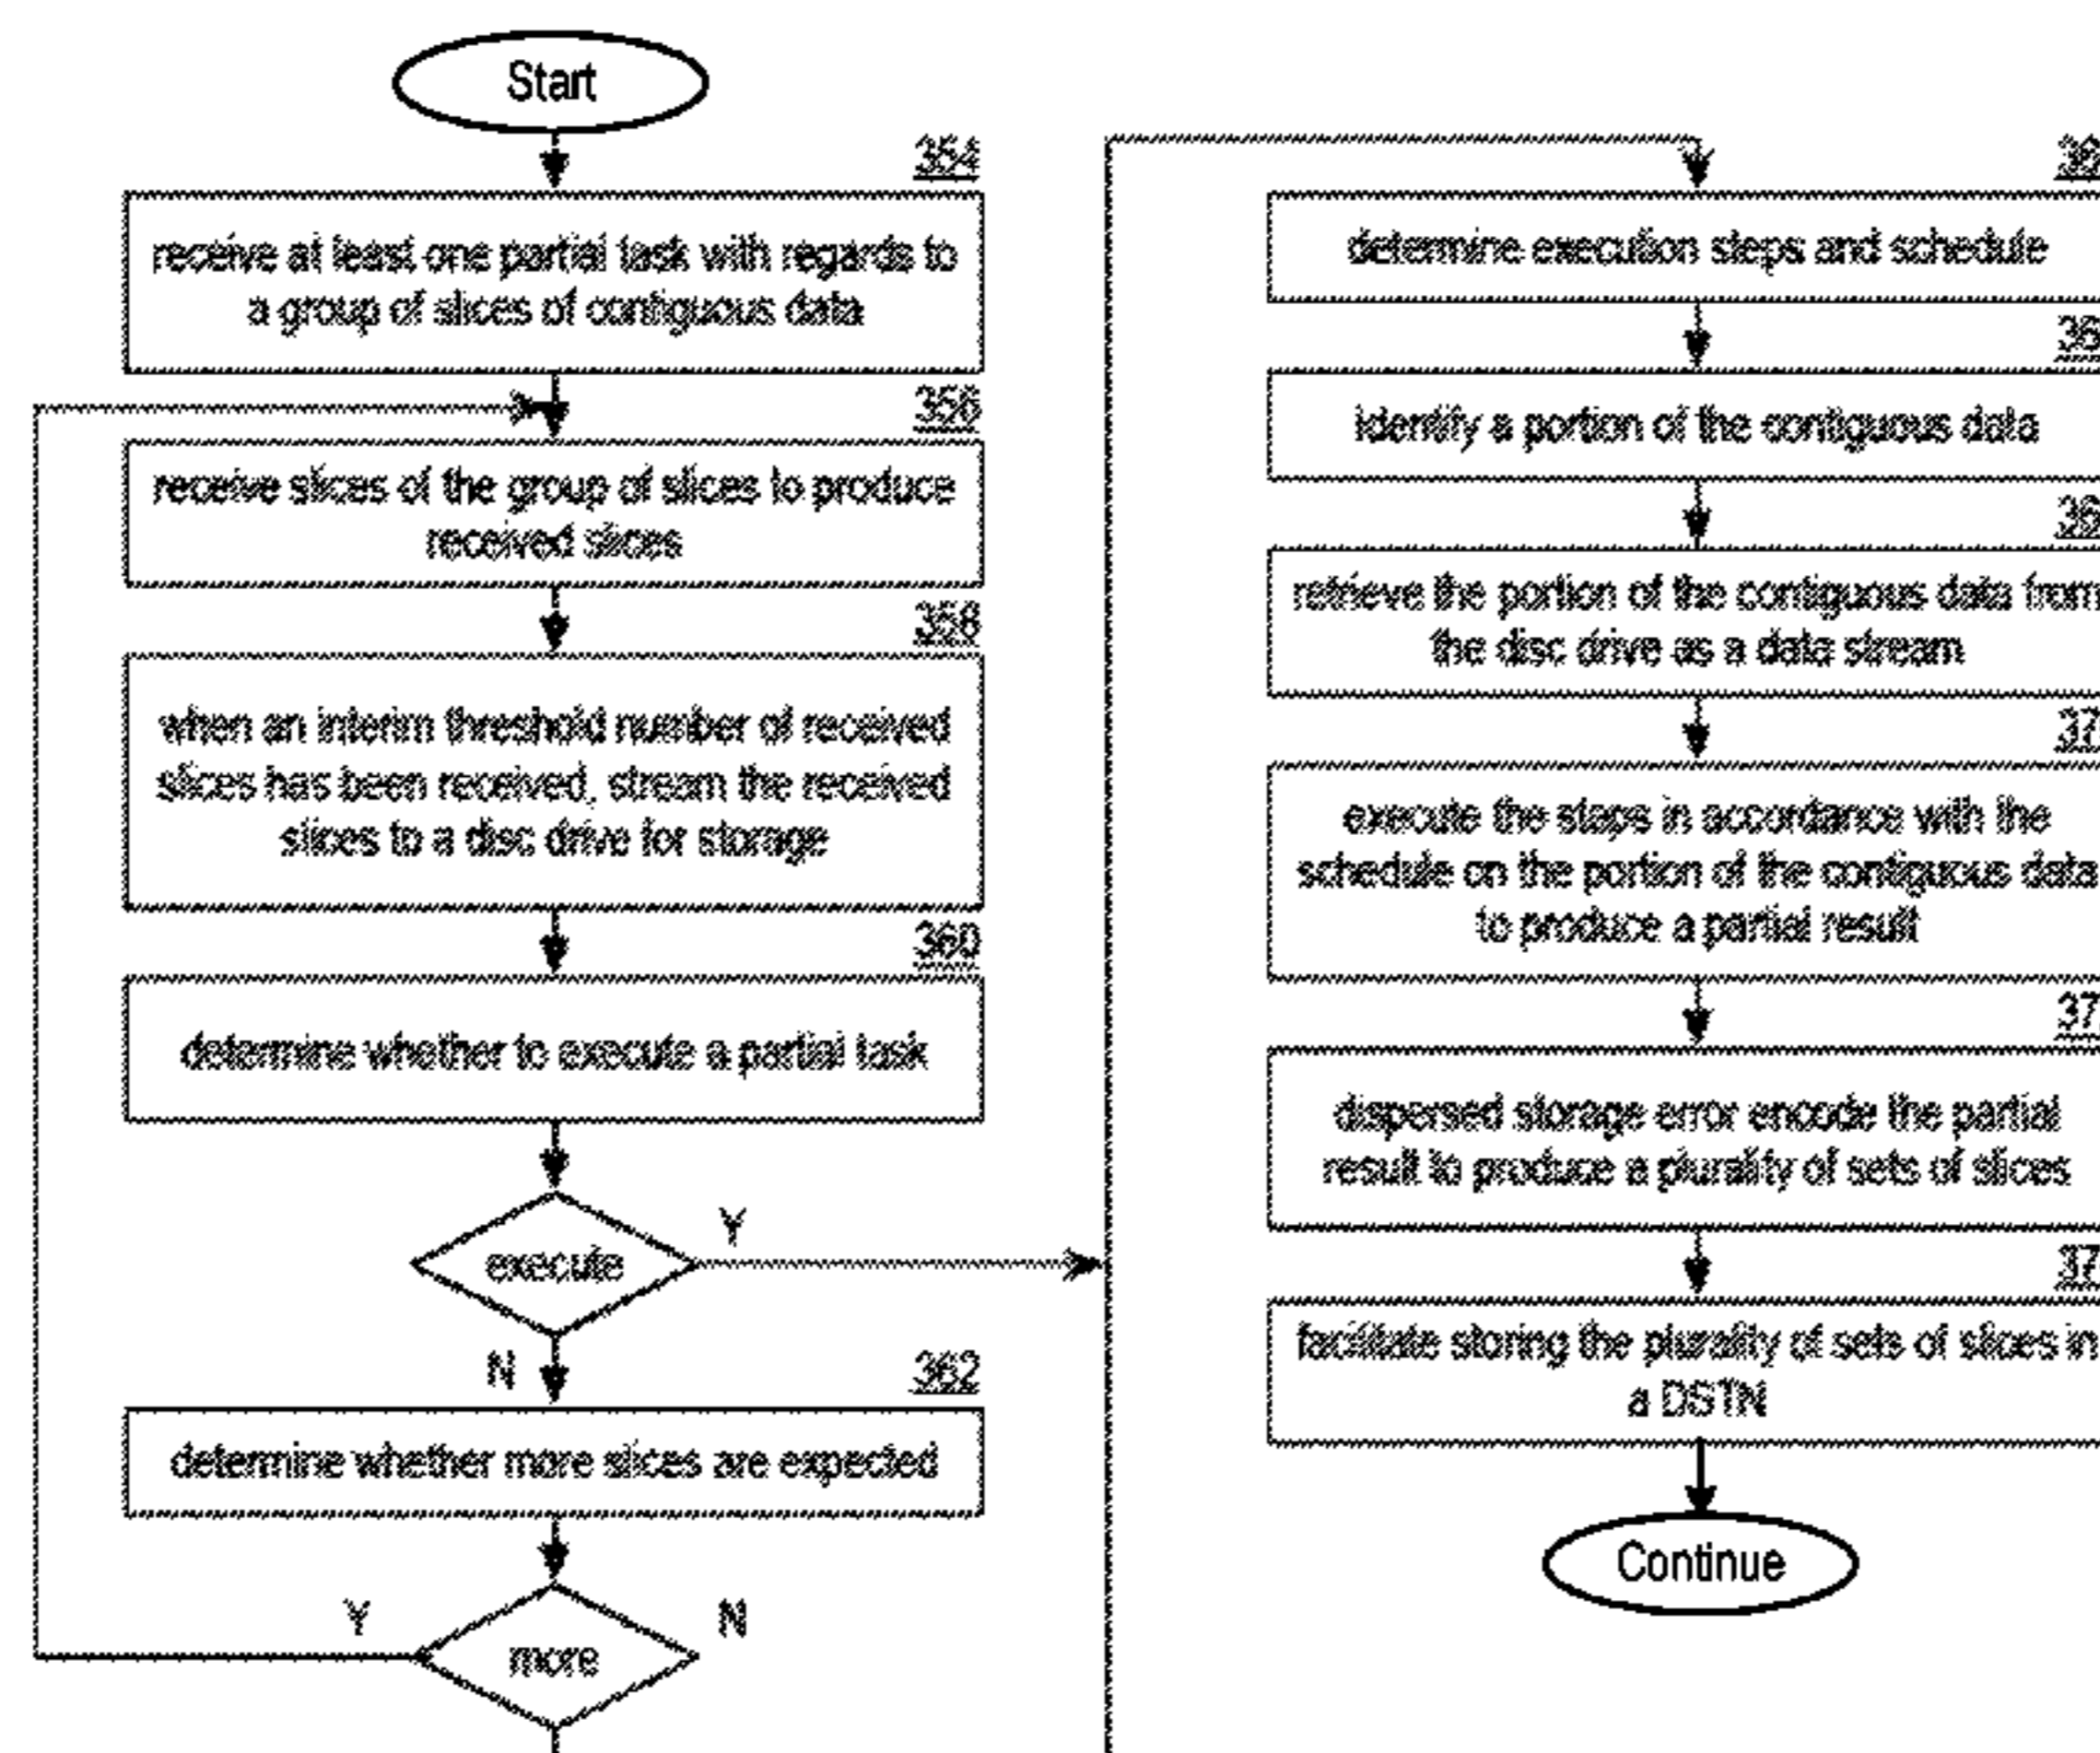 Start
354
receive at least one partial task with regards to
a group of slices of contiguous data
356
receive slices of the group of slices to produce
received slices
358
when an interim threshold number of received
slices has been received, stream the received
slices to a disc drive for storage
360
determine whether to execute a partial task
execute
Y
N
362
determine whether more slices are expected
Y
more
N
36
determine execution steps and schedule
36
identify a portion of the contiguous data
36
retrieve the portion of the contiguous data from
the disc drive as a data stream
37
execute the steps in accordance with the
schedule on the portion of the contiguous data
to produce a partial result
37
dispersed storage error encode the partial
result to produce a plurality of sets of slices
37
facilitate storing the plurality of sets of slices in
a DSTN
Continue